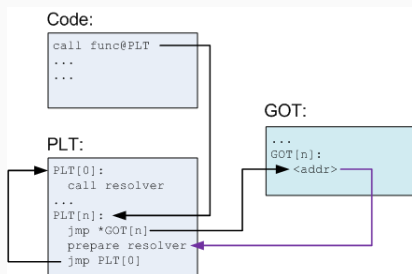 Code:
call func@PLT
...
...
GOT:
...
GOT[n]:
<addr>
PLT:
PLT[0]:
call resolver
...
PLT[n]:
jmp *GOT[n]
prepare resolver
jmp PLT[0]